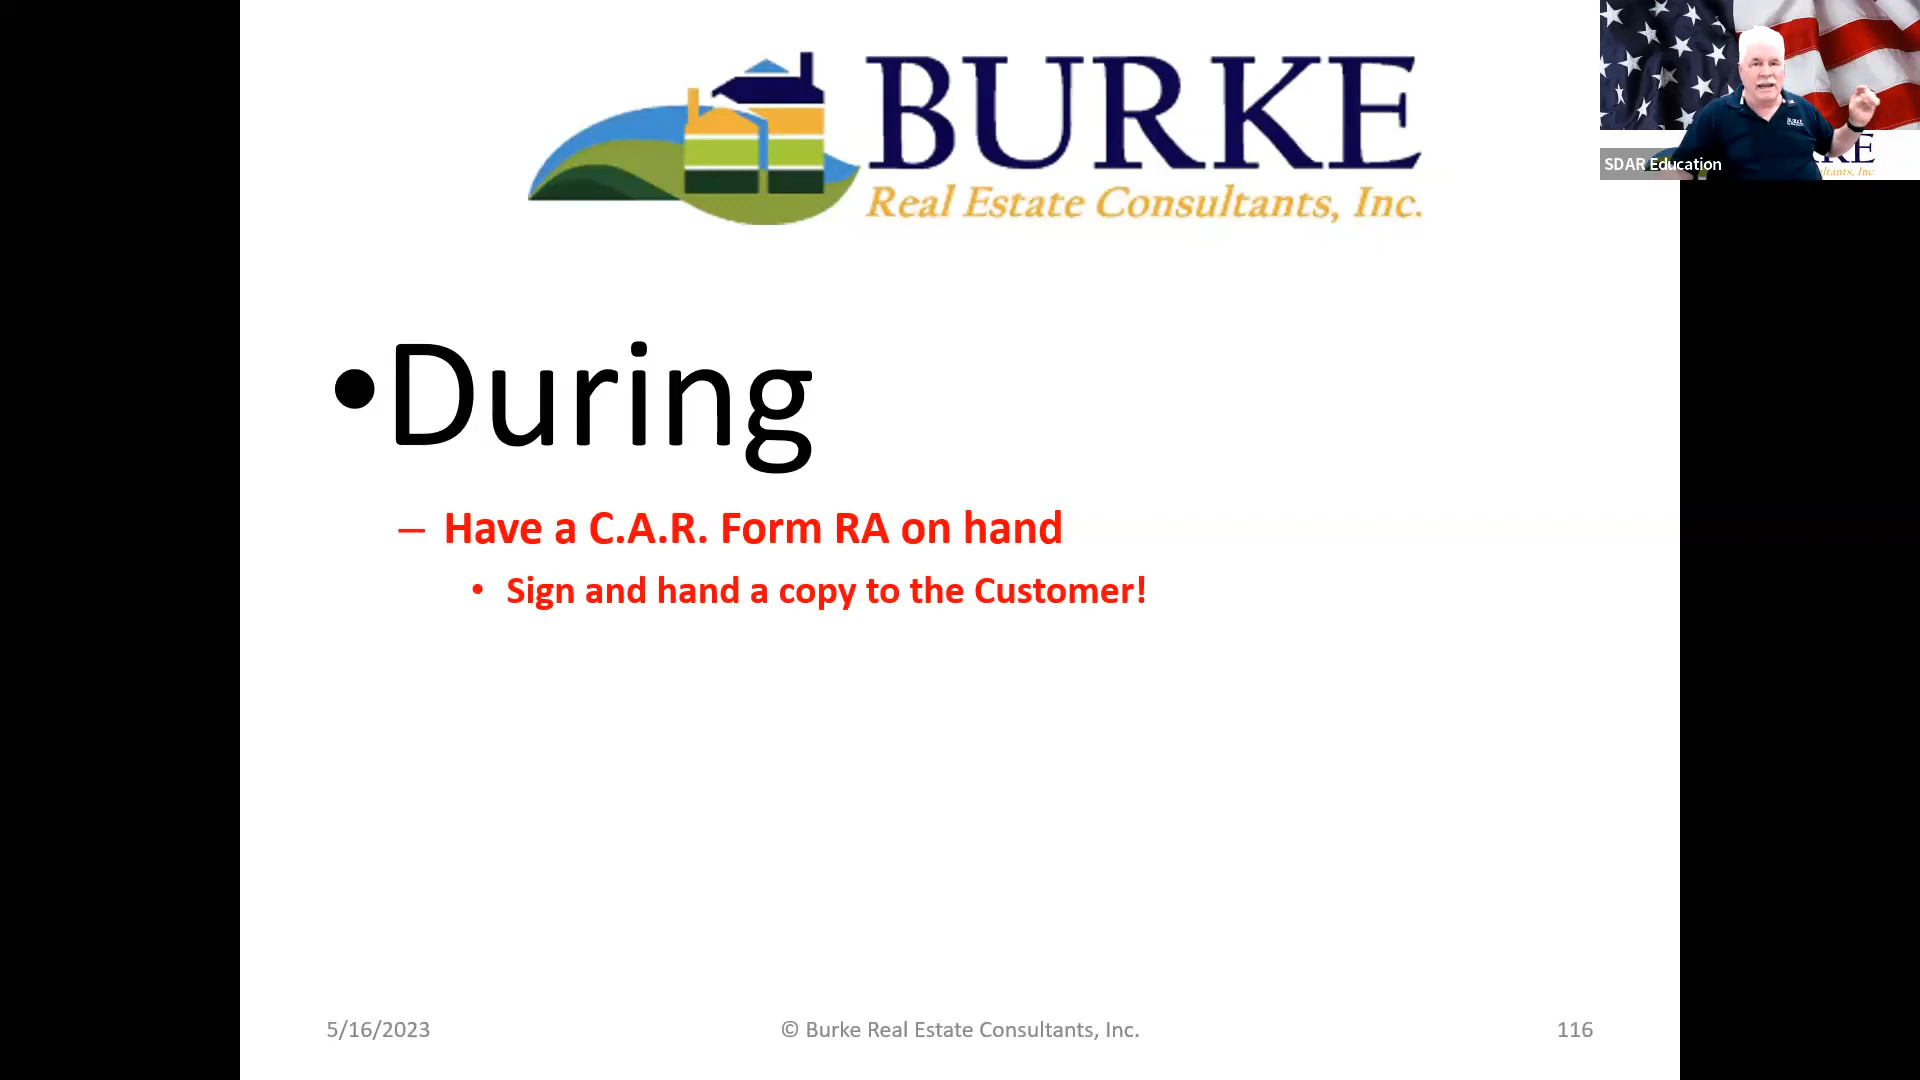 BURKE
Real Estate Consultants, Inc.
SDAR Education
•During
– Have a C.A.R. Form RA on hand
• Sign and hand a copy to the Customer!
5/16/2023
© Burke Real Estate Consultants, Inc.
116